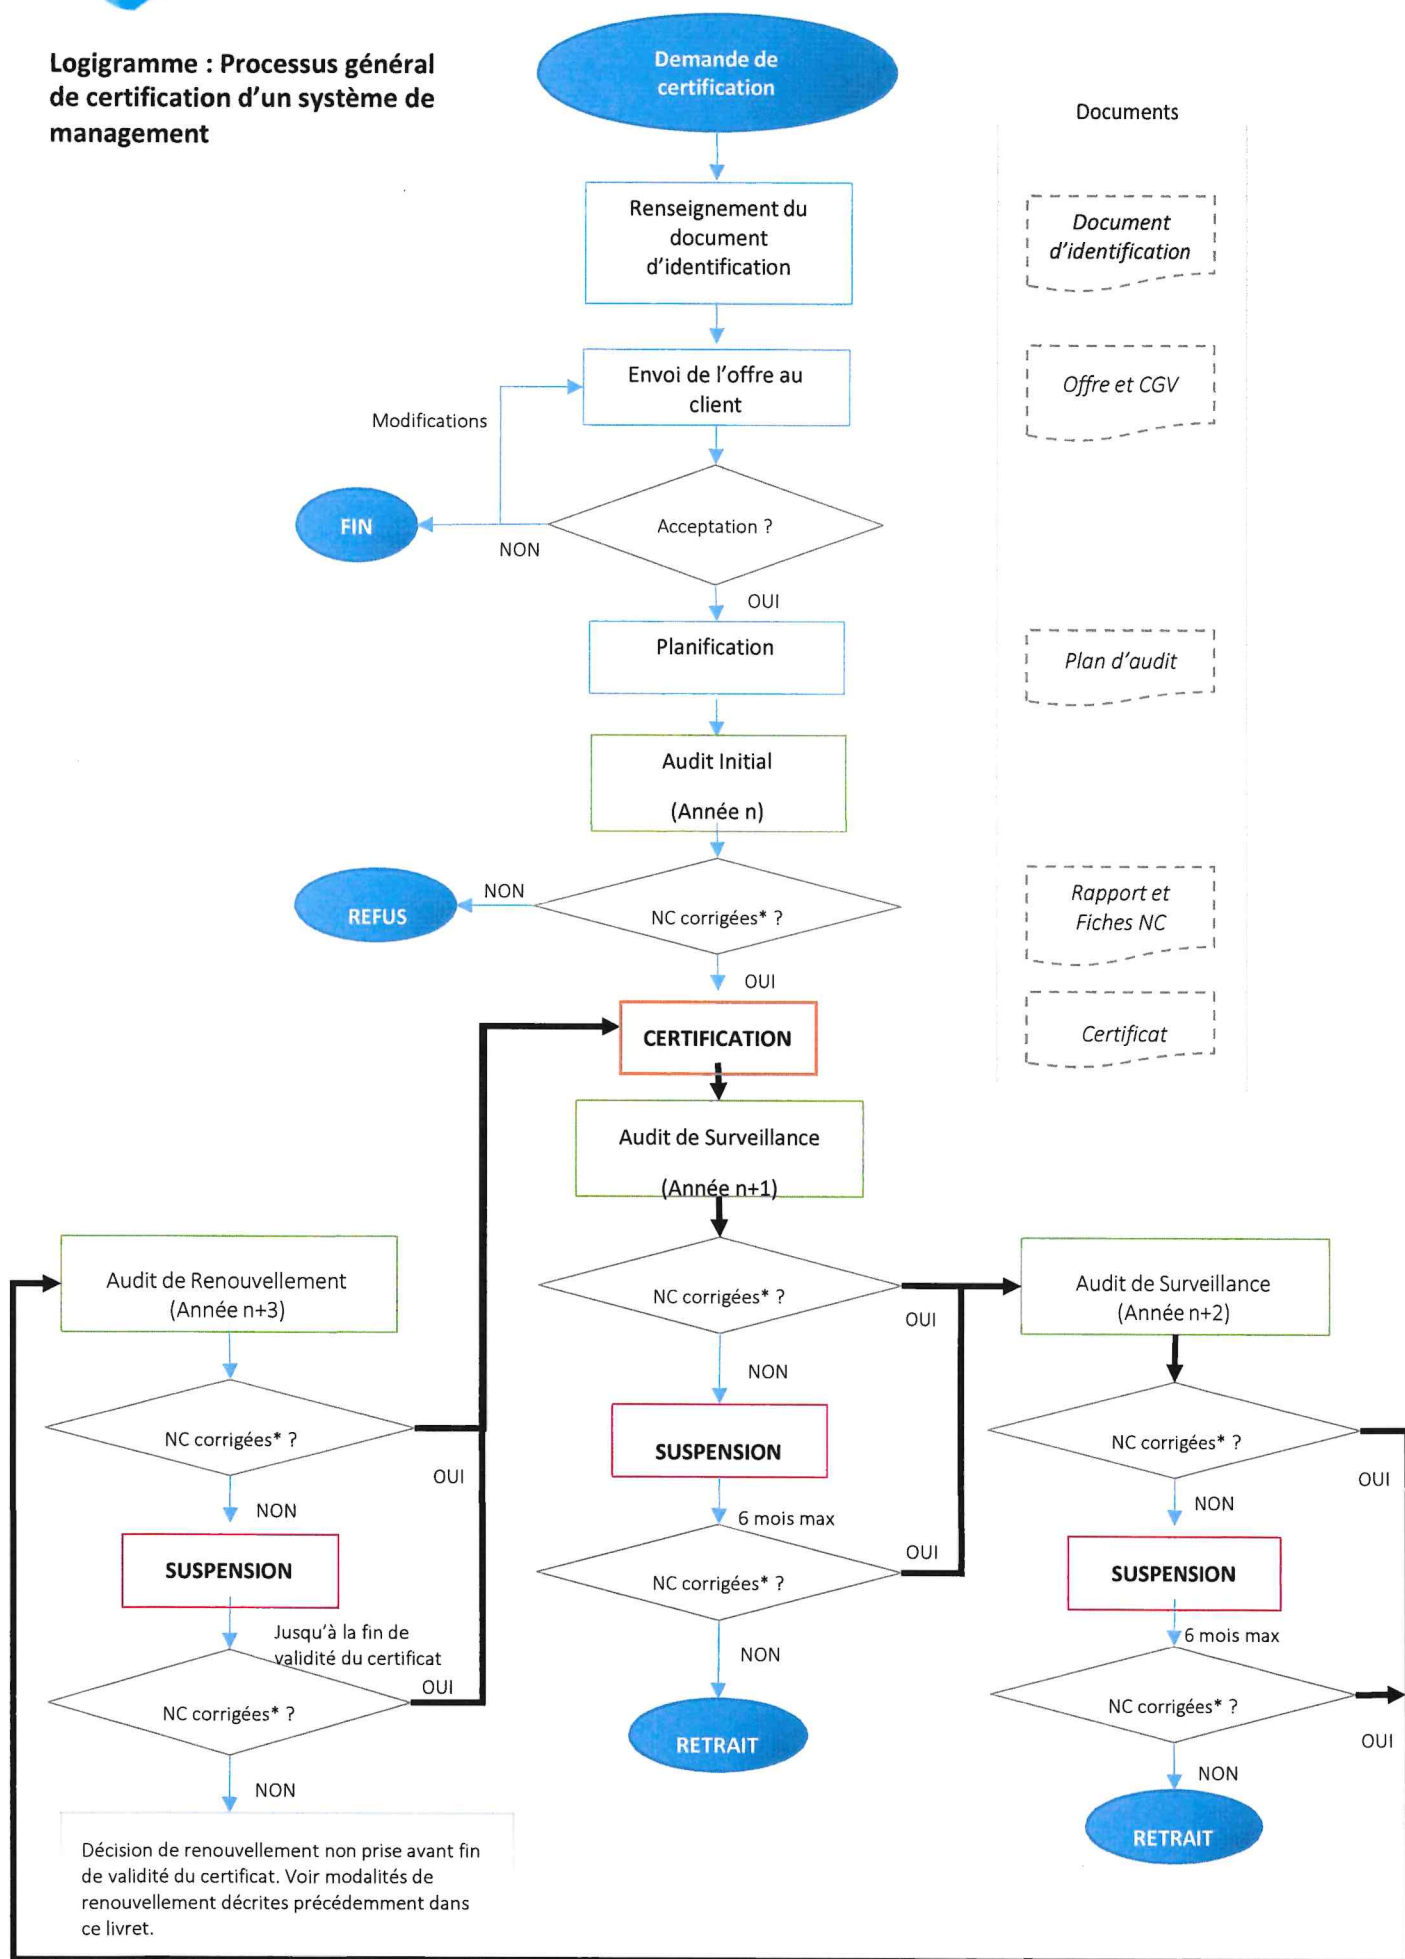 Logigramme : Processus général
de certification d'un système de
management
Demande de
certification
Documents
Renseignement du
document
d'identification
Document
d'identification
Envoi de l'offre au
client
Offre et CGV
Modifications
FIN
NON
Acceptation ?
OUI
Planification
Plan d'audit
Audit Initial
(Année n)
REFUS
NON
NC corrigées* ?
Rapport et
Fiches NC
OUI
CERTIFICATION
Certificat
Audit de Surveillance
(Année n+1)
Audit de Renouvellement
(Année n+3)
NC corrigées* ?
OUI
Audit de Surveillance
(Année n+2)
NON
NC corrigées* ?
OUI
SUSPENSION
NC corrigées* ?
OUI
NON
6 mois max
NON
SUSPENSION
NC corrigées* ?
OUI
SUSPENSION
Jusqu'à la fin de
validité du certificat
6 mois max
NC corrigées* ?
OUI
NON
NC corrigées* ?
OUI
RETRAIT
NON
NON
RETRAIT
Décision de renouvellement non prise avant fin
de validité du certificat. Voir modalités de
renouvellement décrites précédemment dans
ce livret.